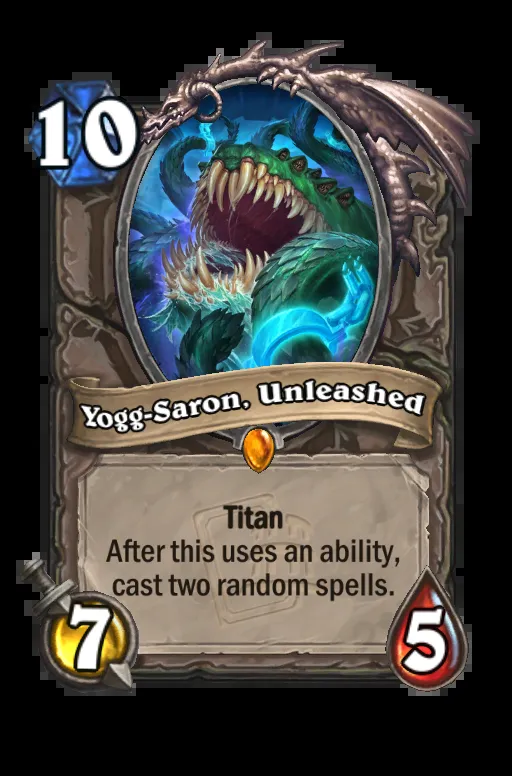 10
Yogg-Saron, Unleashed
Titan
After this uses an ability,
cast two random spells.
7
5